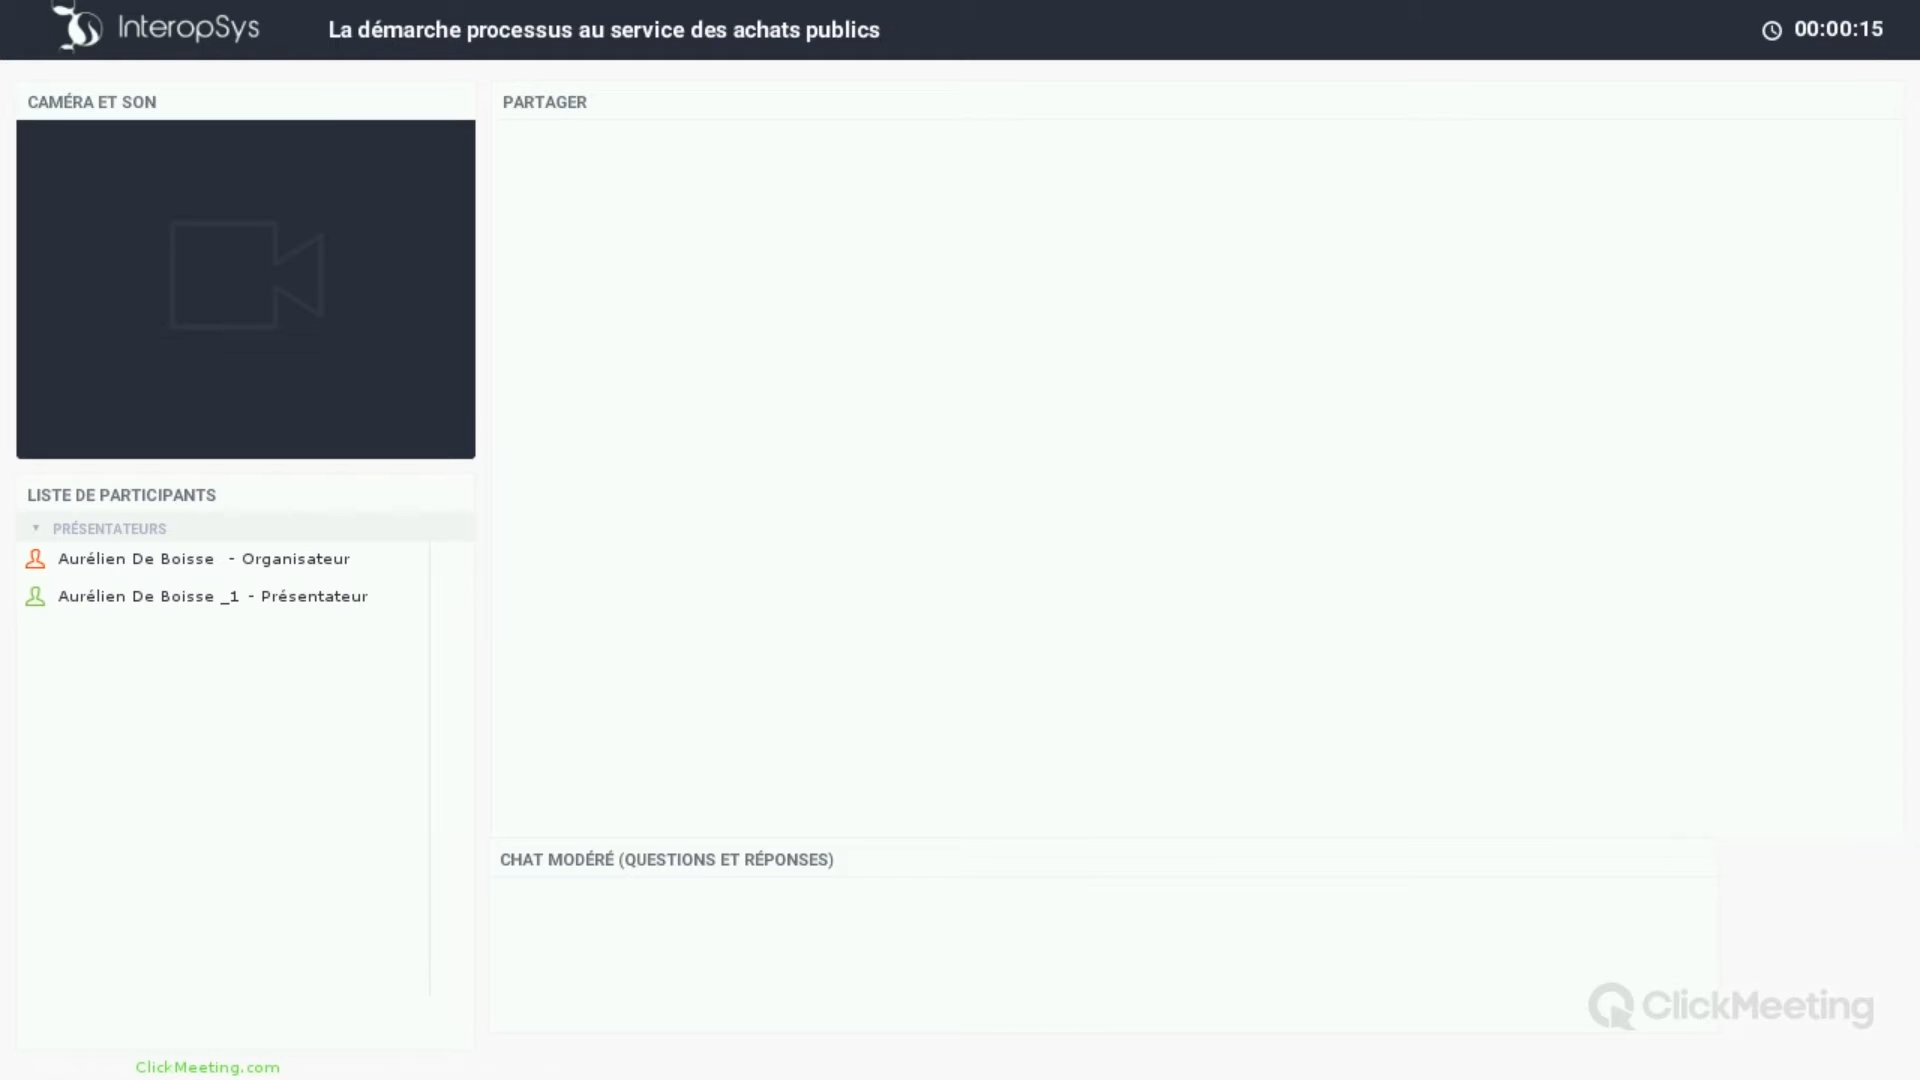 InteropSys
La démarche processus au service des achats publics
00:00:15
CAMÉRA ET SON
PARTAGER
LISTE DE PARTICIPANTS
PRÉSENTATEURS
Aurélien De Boisse - Organisateur
Aurélien De Boisse _1 - Présentateur
CHAT MODÉRÉ (QUESTIONS ET RÉPONSES)
ClickMeeting
ClickMeeting.com